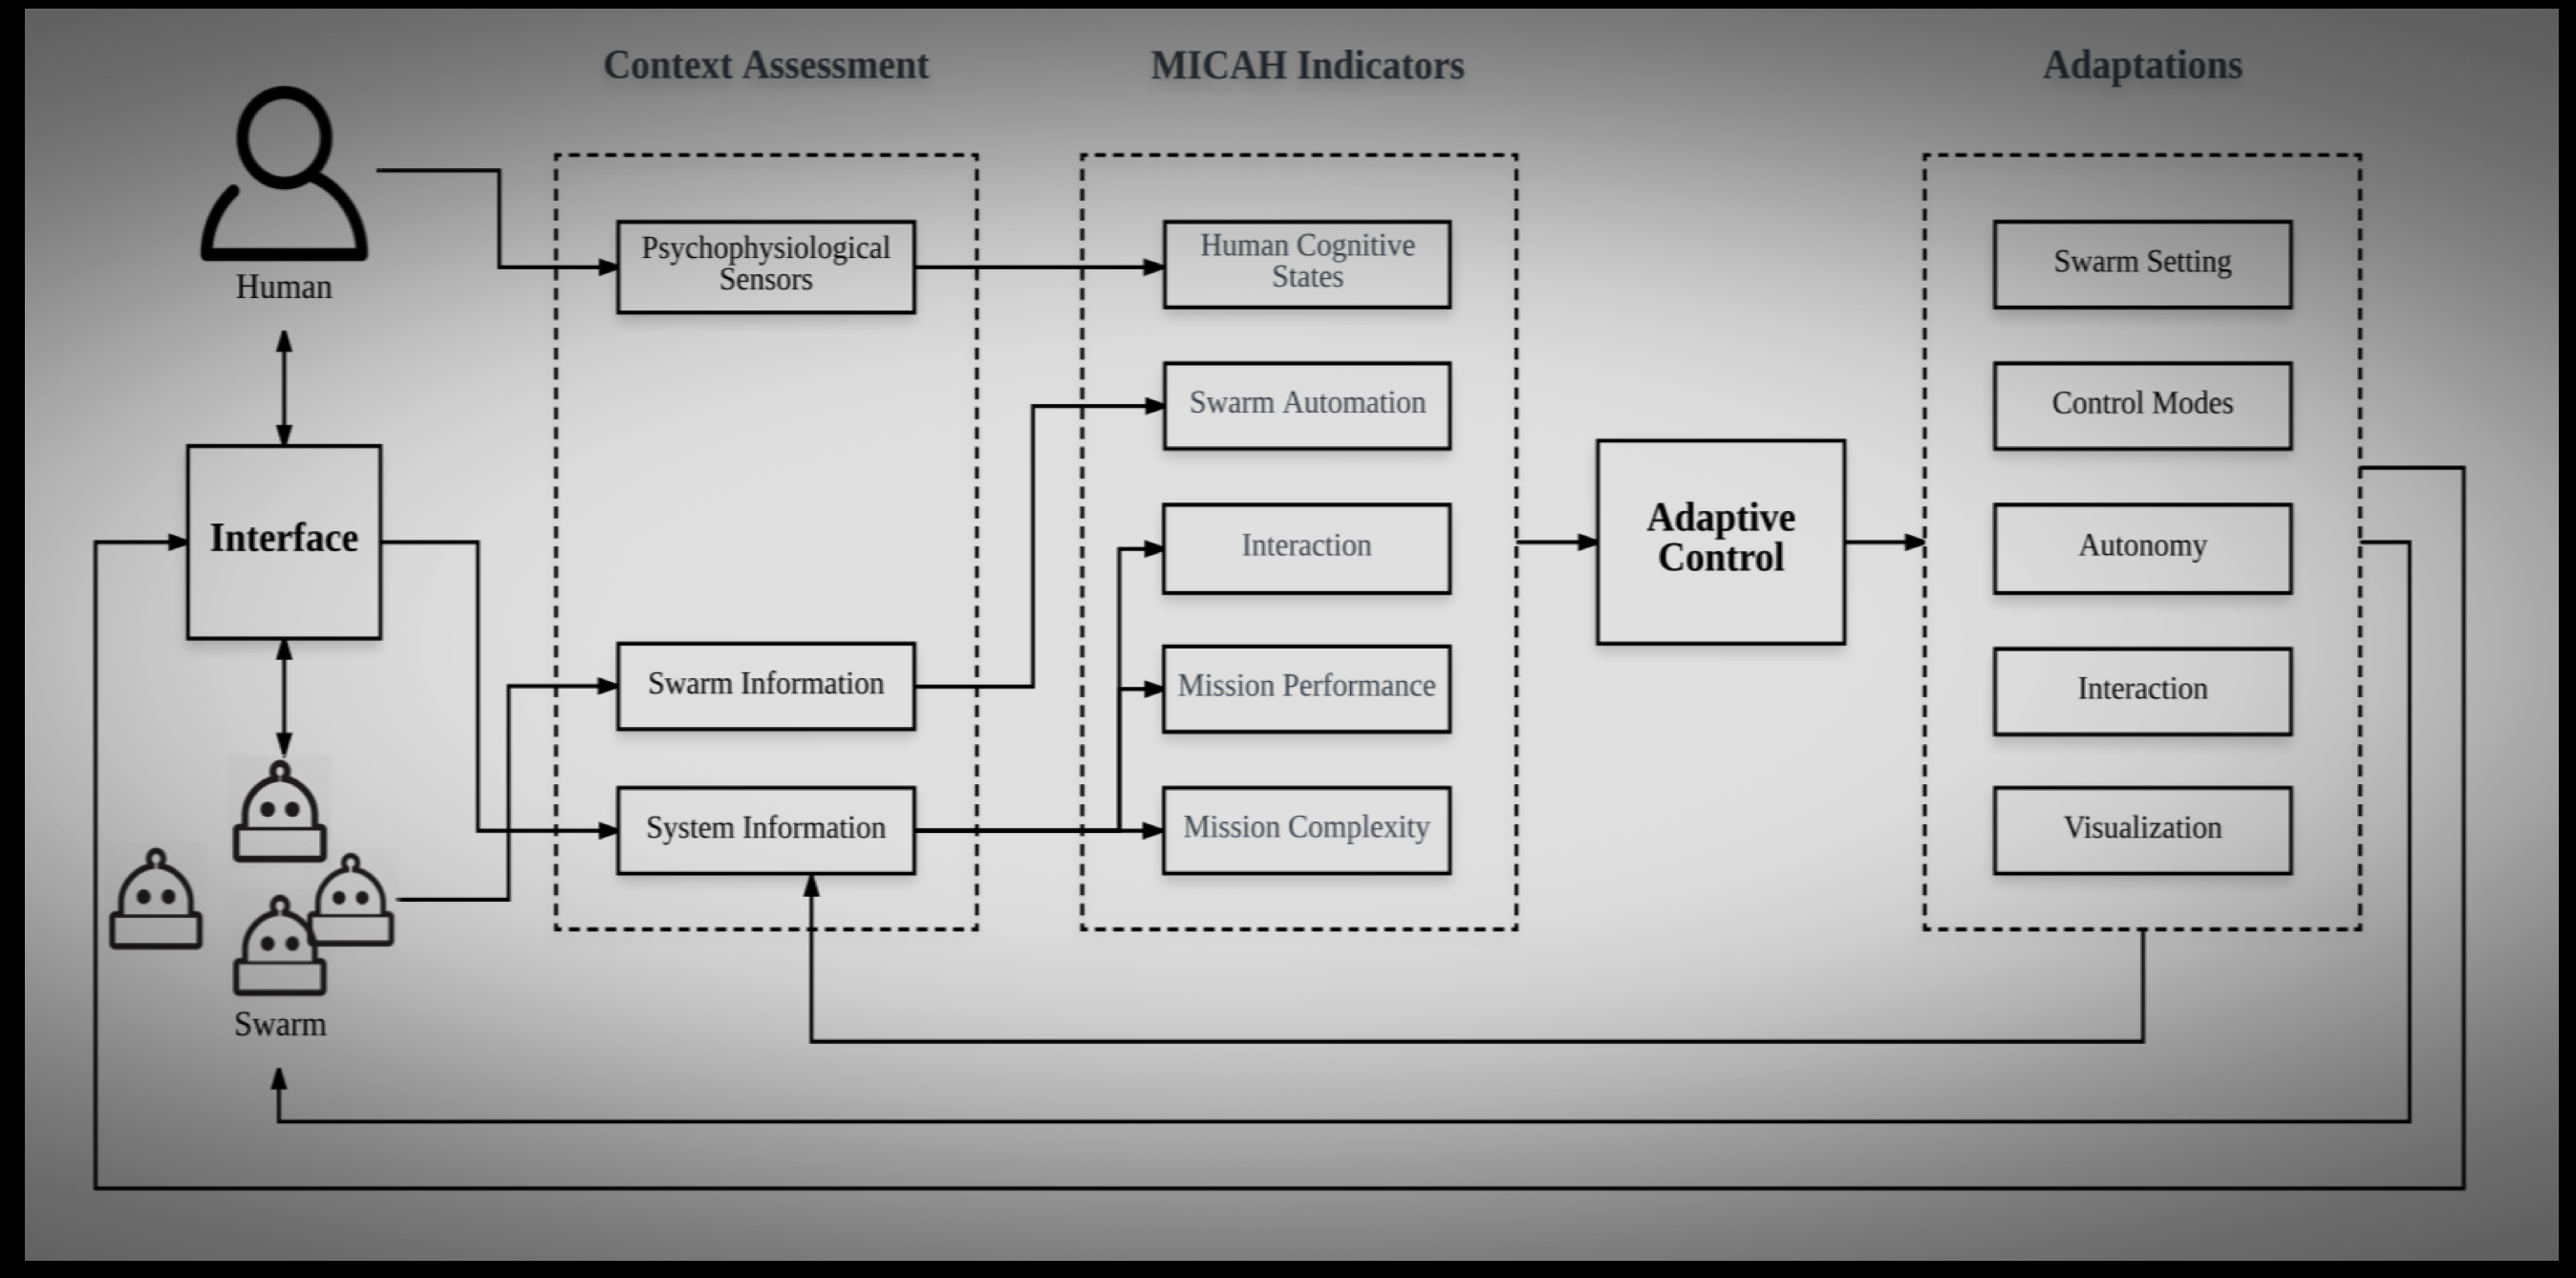 Context Assessment
MICAH Indicators
Adaptations
Human
Psychophysiological
Sensors
Human Cognitive
States
Swarm Setting
Swarm Automation
Control Modes
Interface
Interaction
Adaptive
Control
Autonomy
Swarm Information
Mission Performance
Interaction
System Information
Mission Complexity
Visualization
Swarm